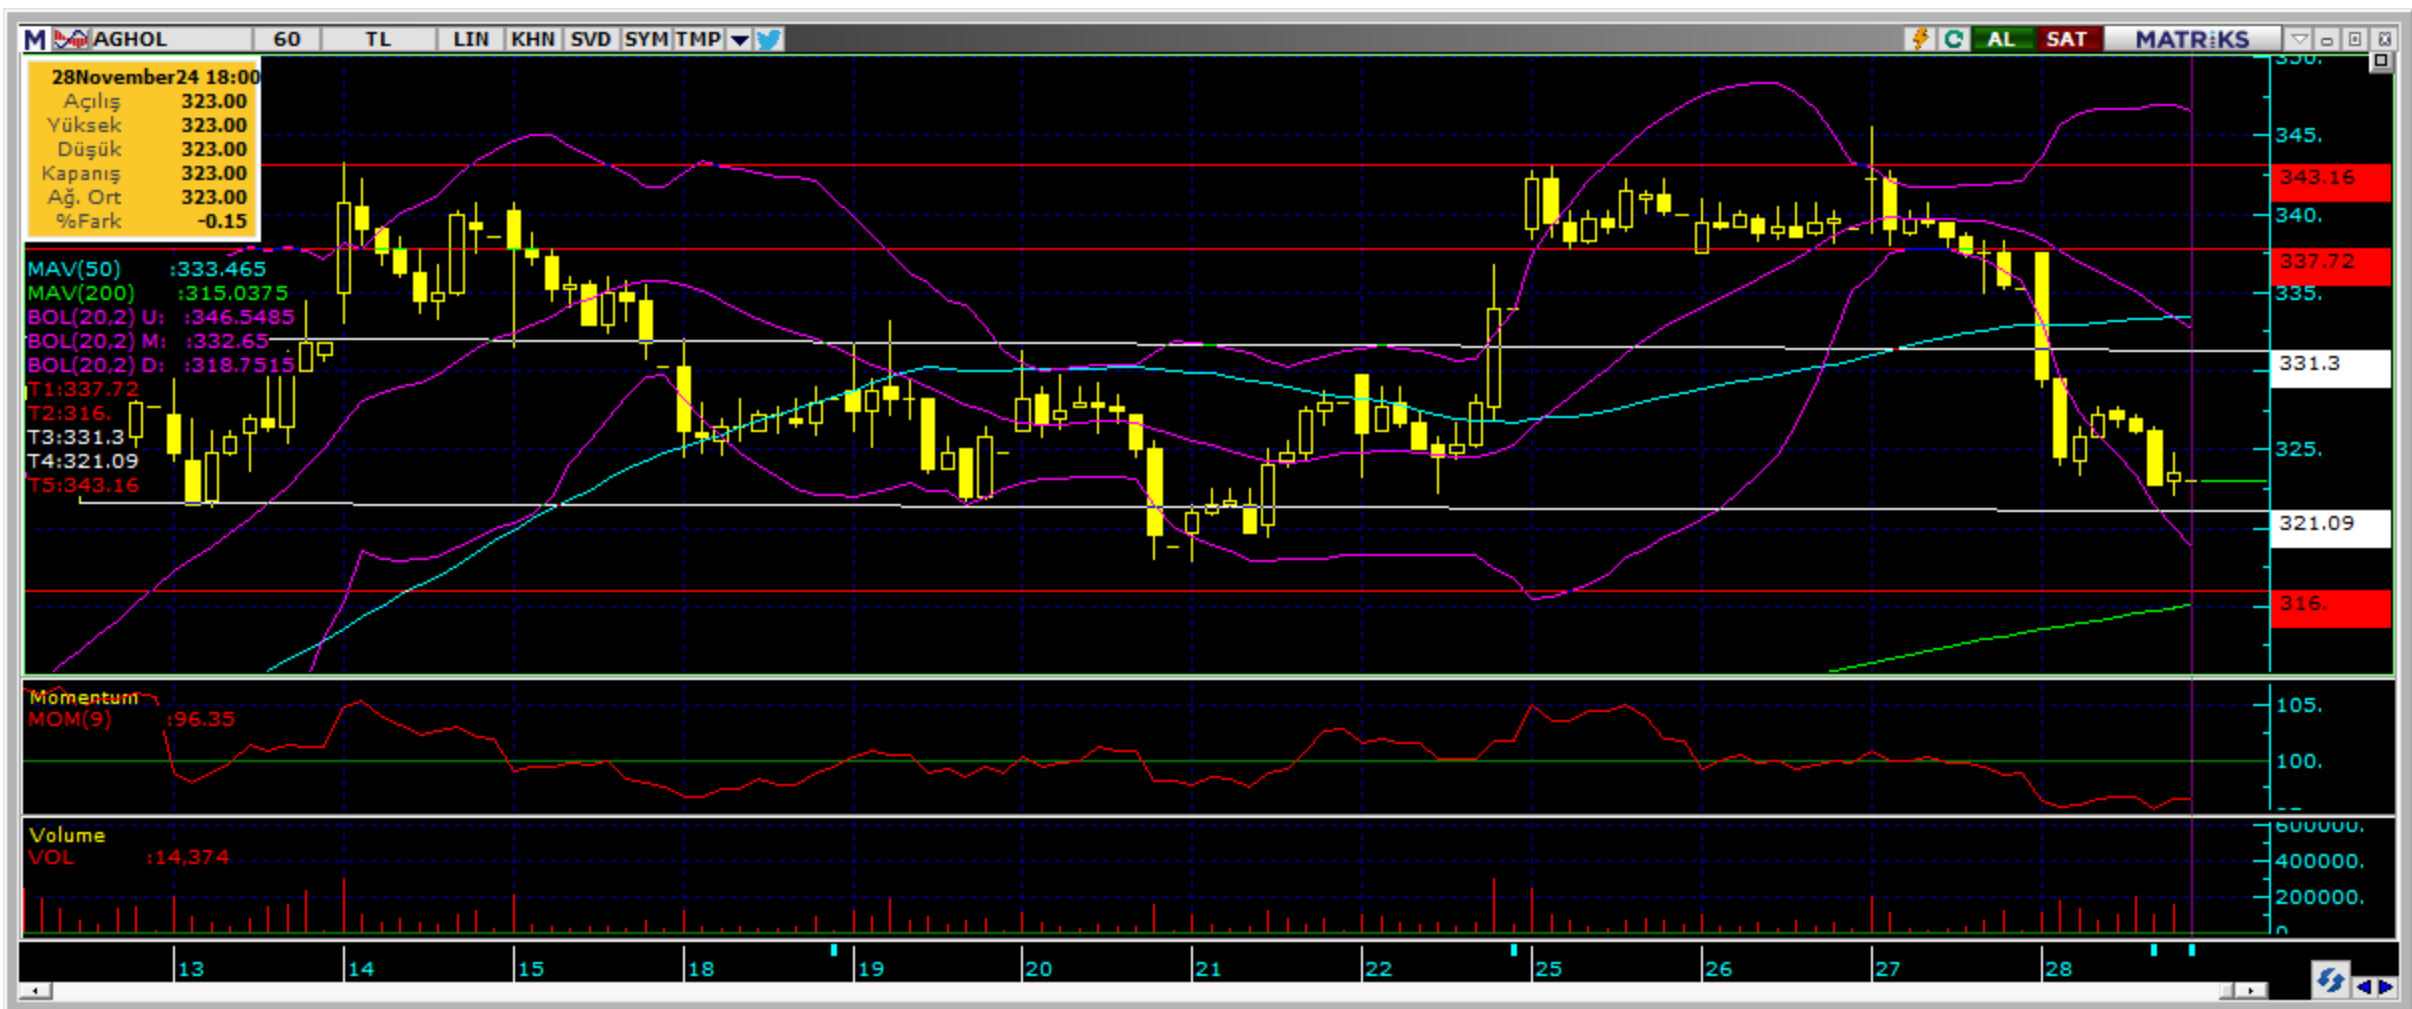 M AGHOL 60 TL LIN KHN SVD SYM TMP AL SAT MATRiKS
28November24 18:00
Açılış 323.00
Yüksek 323.00
Düşük 323.00
Kapanış 323.00
Ağ. Ort 323.00
%Fark -0.15
MAV(50) :333.465
MAV(200) :315.0375
BOL(20,2) U: :346.5485
BOL(20,2) M: :332.65
BOL(20,2) D: :318.7515
T1:337.72
T2:316.
T3:331.3
T4:321.09
T5:343.16
350.
345.
343.16
340.
337.72
335.
331.3
325.
321.09
316.
Momentum
MOM(9) :96.35
105.
100.
Volume
VOL :14,374
600000.
400000.
200000.
0
13 14 15 18 19 20 21 22 25 26 27 28